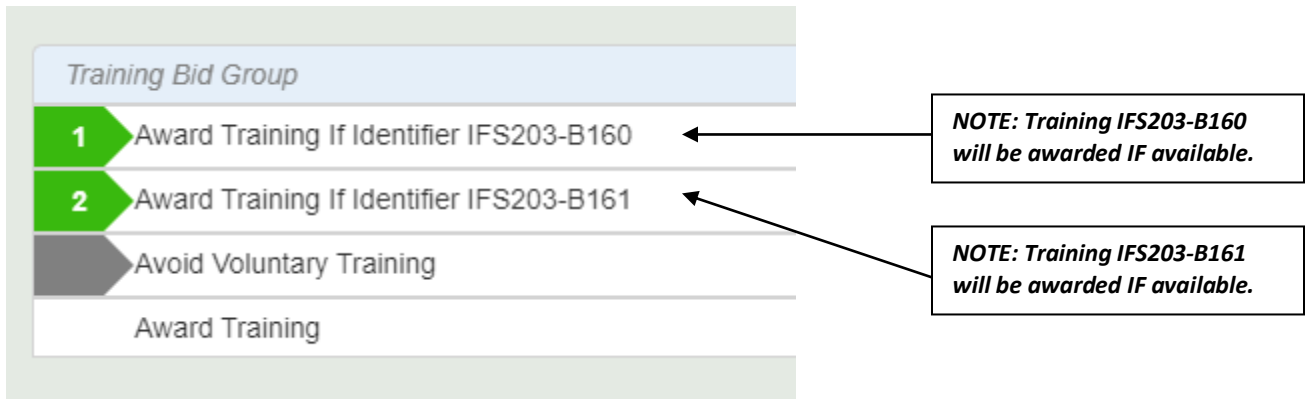 Training Bid Group
1 Award Training If Identifier IFS203-B160
2 Award Training If Identifier IFS203-B161
Avoid Voluntary Training
Award Training
NOTE: Training IFS203-B160
will be awarded IF available.
NOTE: Training IFS203-B161
will be awarded IF available.